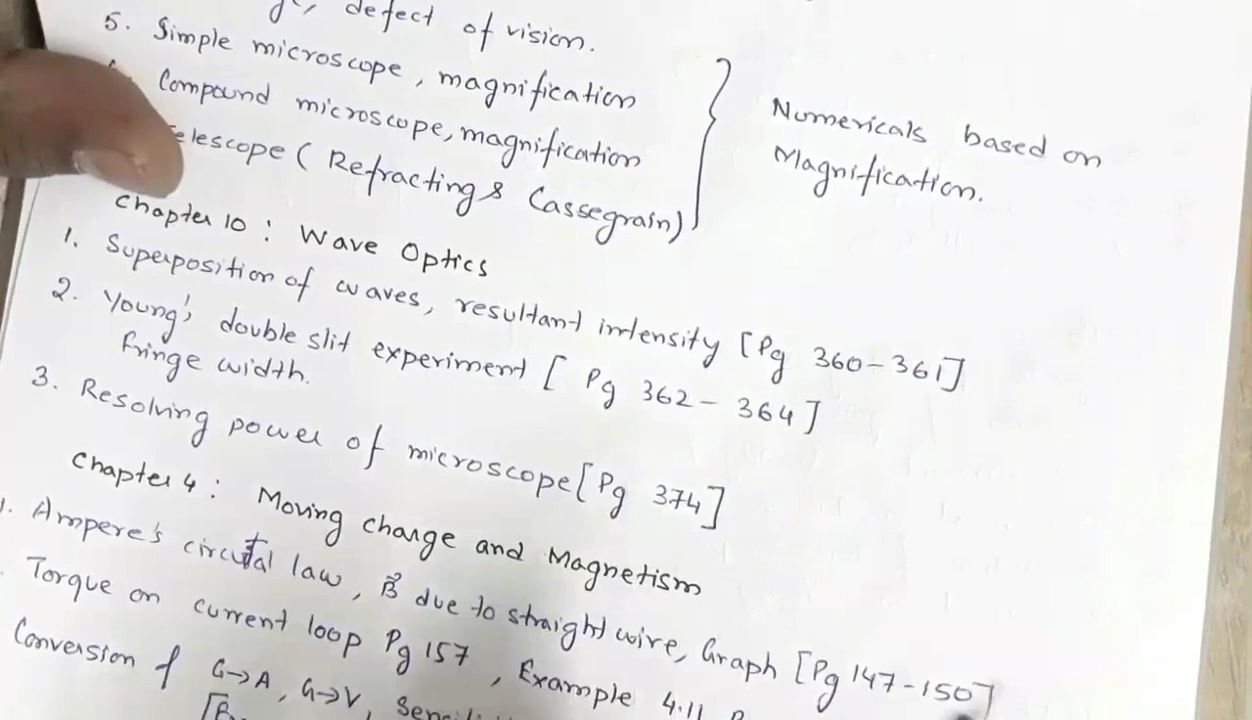 defect of vision.
5. Simple microscope, magnification
Compound microscope, magnification
Telescope (Refracting & Cassegrain)
Numericals based on
Magnification.
Chapter 10: Wave Optics
1. Superposition of waves, resultant intensity [Pg 360-361]
2. Young's double slit experiment [Pg 362-364]
fringe width.
3. Resolving power of microscope [Pg 374]
Chapter 4: Moving charge and Magnetism
1. Ampere's circuital law, B⃗ due to straight wire, Graph [Pg 147-150]
Torque on current loop Pg 157, Example 4.11
Conversion of G→A, G→V,